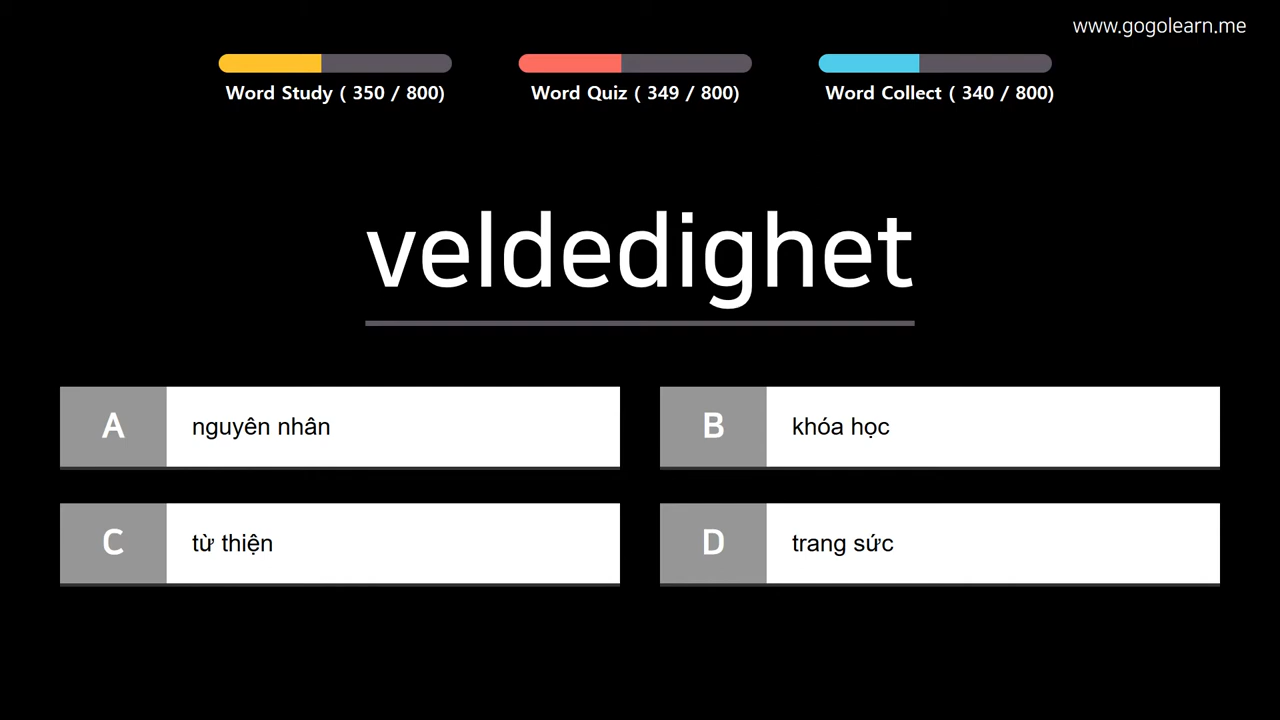 www.gogolearn.me
Word Study ( 350 / 800)
Word Quiz ( 349 / 800)
Word Collect ( 340 / 800)
veldedighet
A nguyên nhân
B khóa học
C từ thiện
D trang sức